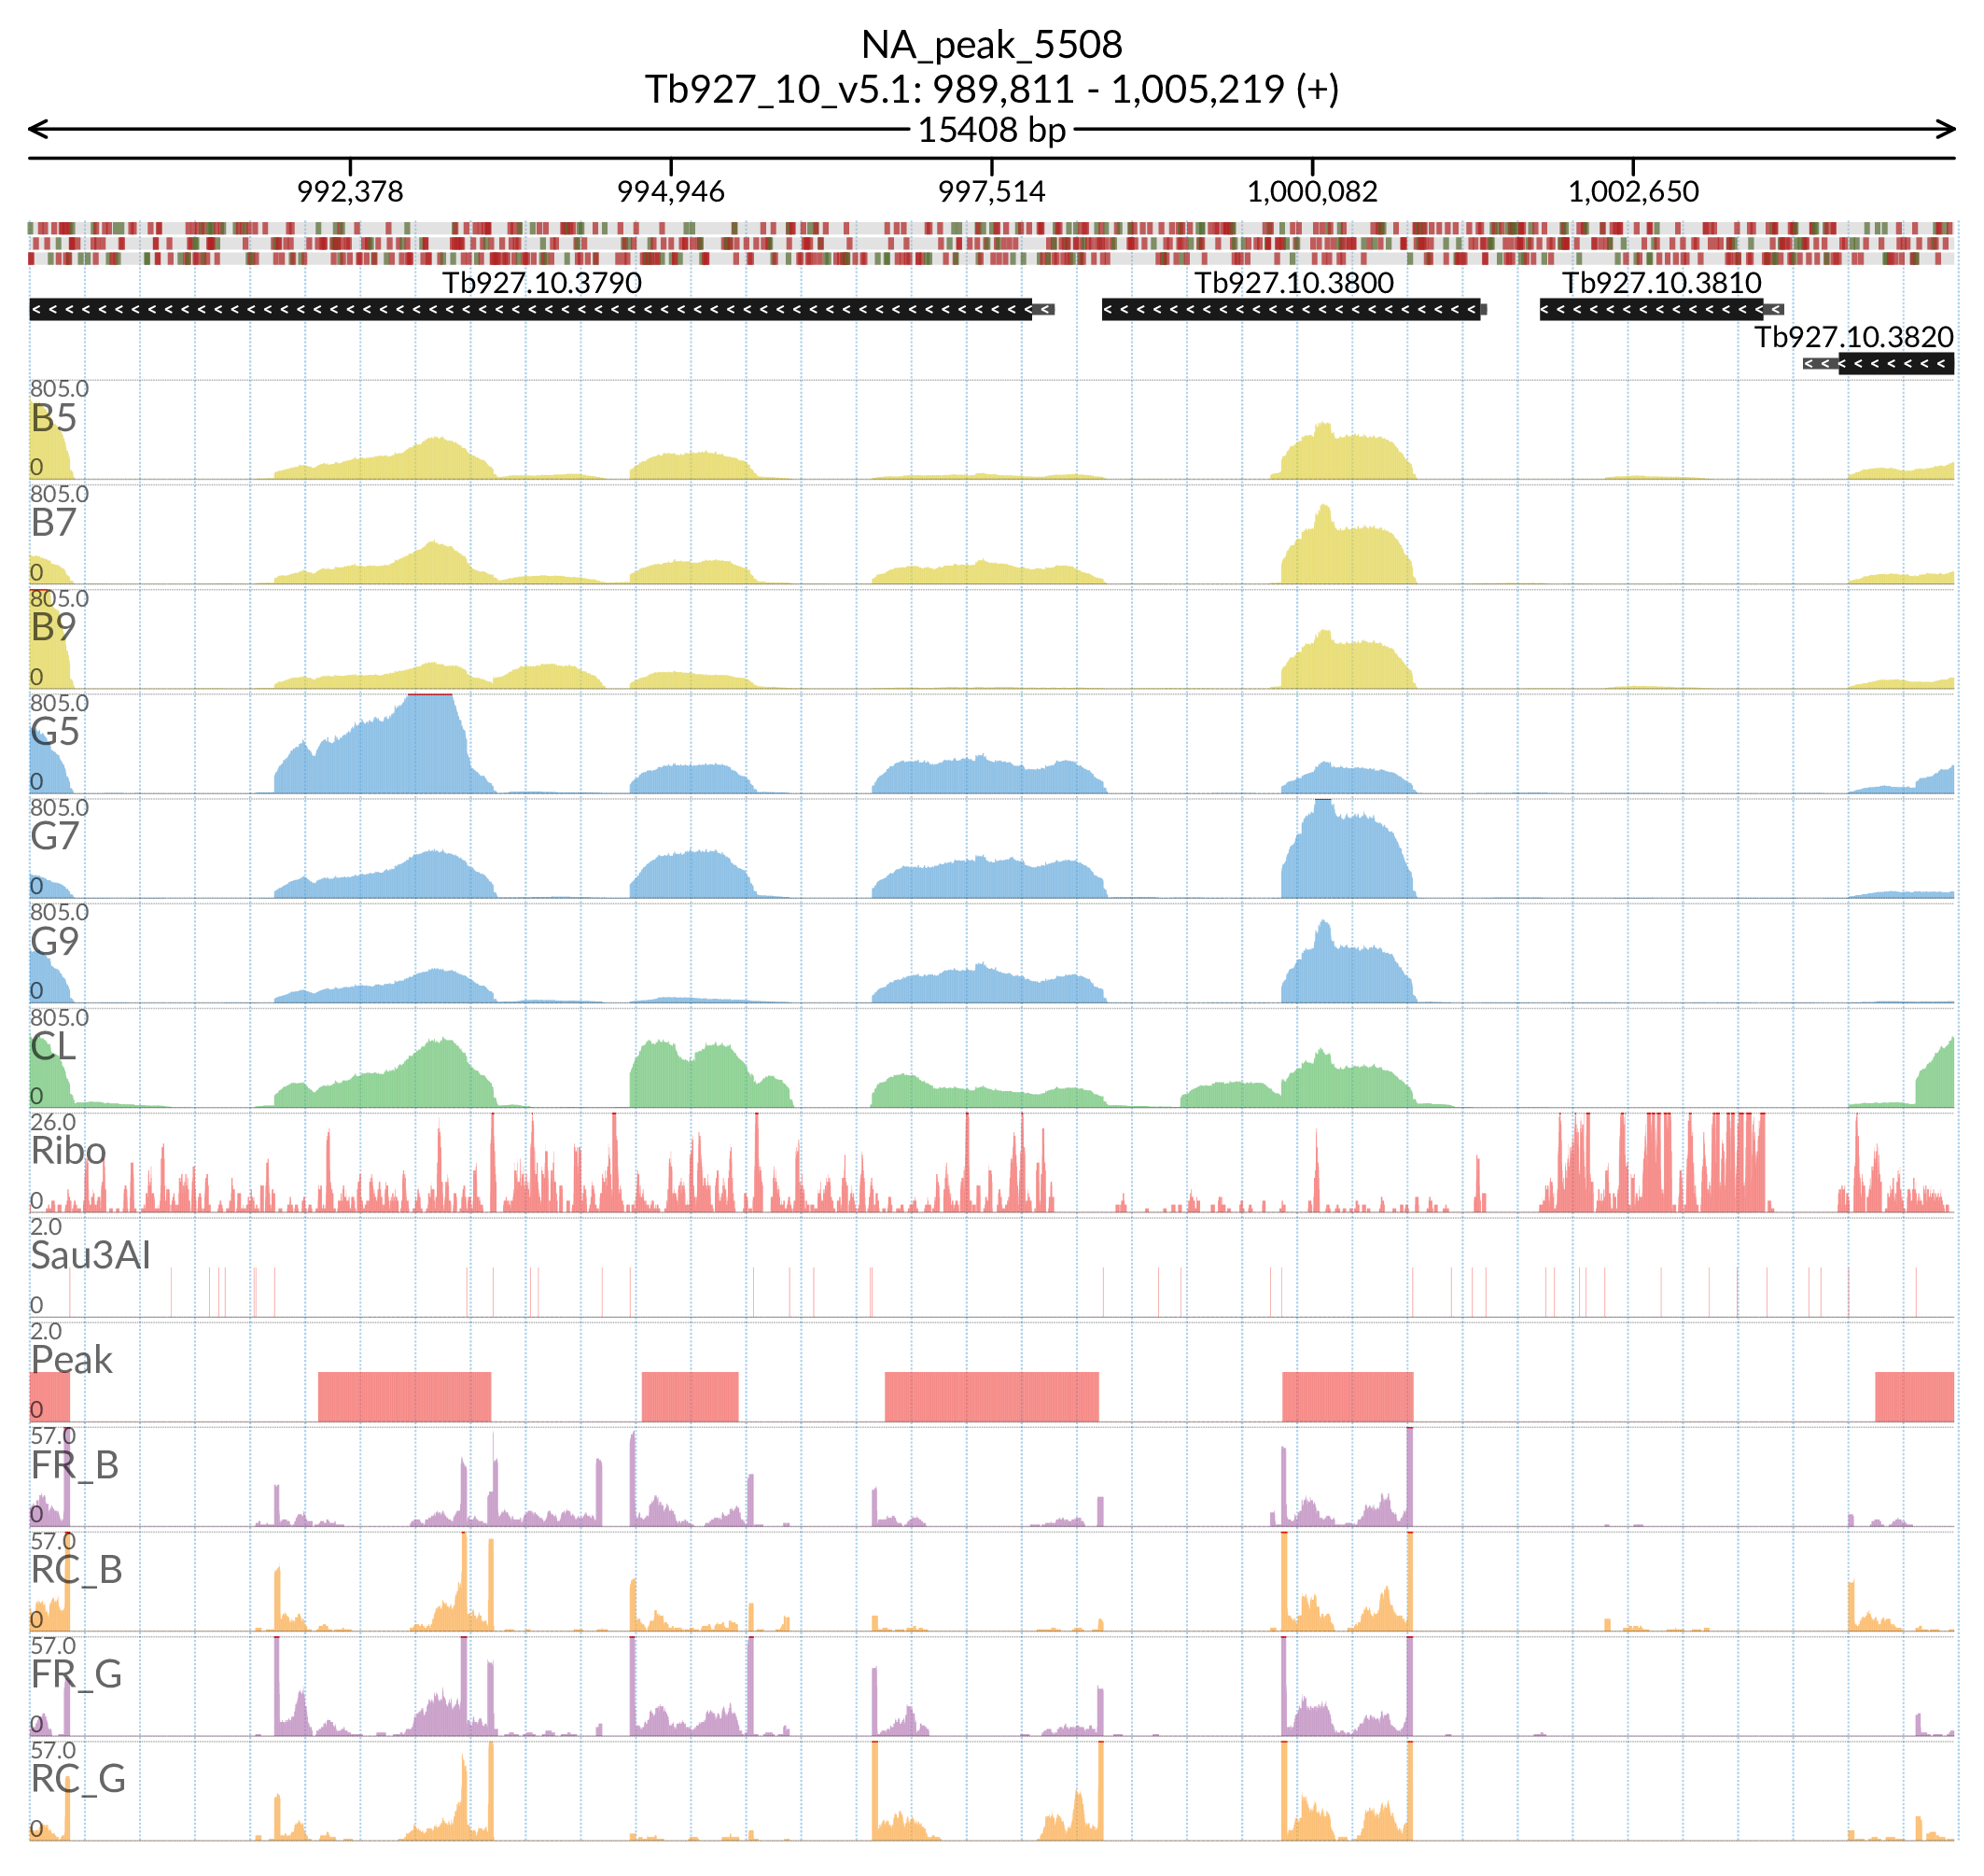 NA_peak_5508
Tb927_10_v5.1: 989,811 - 1,005,219 (+)
15408 bp
992,378 994,946 997,514 1,000,082 1,002,650
Tb927.10.3790 Tb927.10.3800 Tb927.10.3810
Tb927.10.3820
805.0
B5
0
805.0
B7
0
805.0
B9
0
805.0
G5
0
805.0
G7
0
805.0
G9
0
805.0
CL
0
26.0
Ribo
0
2.0
Sau3AI
0
2.0
Peak
0
57.0
FR_B
0
57.0
RC_B
0
57.0
FR_G
0
57.0
RC_G
0